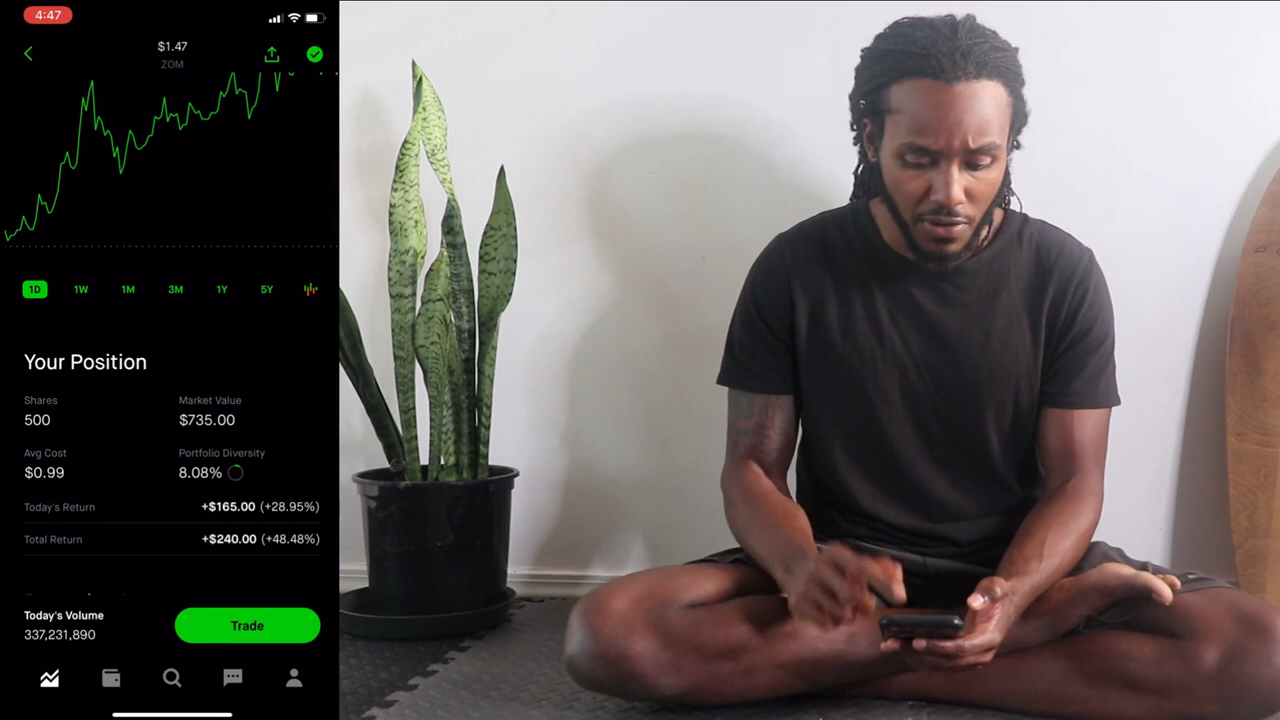 4:47
$1.47
ZOM
1D 1W 1M 3M 1Y 5Y
Your Position
Shares Market Value
500 $735.00
Avg Cost Portfolio Diversity
$0.99 8.08%
Today's Return +$165.00 (+28.95%)
Total Return +$240.00 (+48.48%)
Today's Volume
337,231,890
Trade